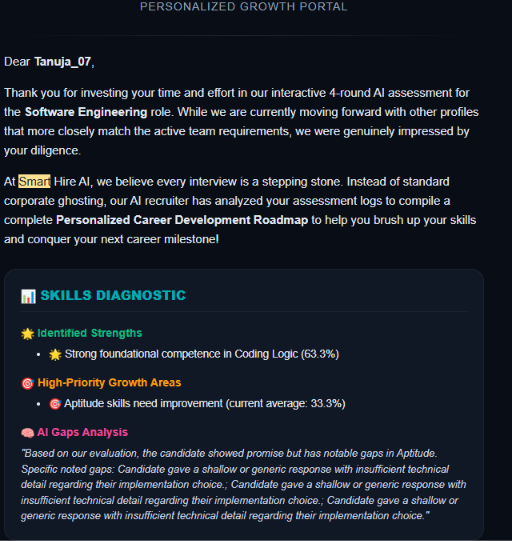 PERSONALIZED GROWTH PORTAL
Dear Tanuja_07,
Thank you for investing your time and effort in our interactive 4-round AI assessment for
the Software Engineering role. While we are currently moving forward with other profiles
that more closely match the active team requirements, we were genuinely impressed by
your diligence.
At Smart Hire AI, we believe every interview is a stepping stone. Instead of standard
corporate ghosting, our AI recruiter has analyzed your assessment logs to compile a
complete Personalized Career Development Roadmap to help you brush up your skills
and conquer your next career milestone!
📊 SKILLS DIAGNOSTIC
🌟 Identified Strengths
• 🌟 Strong foundational competence in Coding Logic (63.3%)
🎯 High-Priority Growth Areas
• 🎯 Aptitude skills need improvement (current average: 33.3%)
🧠 AI Gaps Analysis
"Based on our evaluation, the candidate showed promise but has notable gaps in Aptitude.
Specific noted gaps: Candidate gave a shallow or generic response with insufficient technical
detail regarding their implementation choice.; Candidate gave a shallow or generic response with
insufficient technical detail regarding their implementation choice.; Candidate gave a shallow or
generic response with insufficient technical detail regarding their implementation choice."